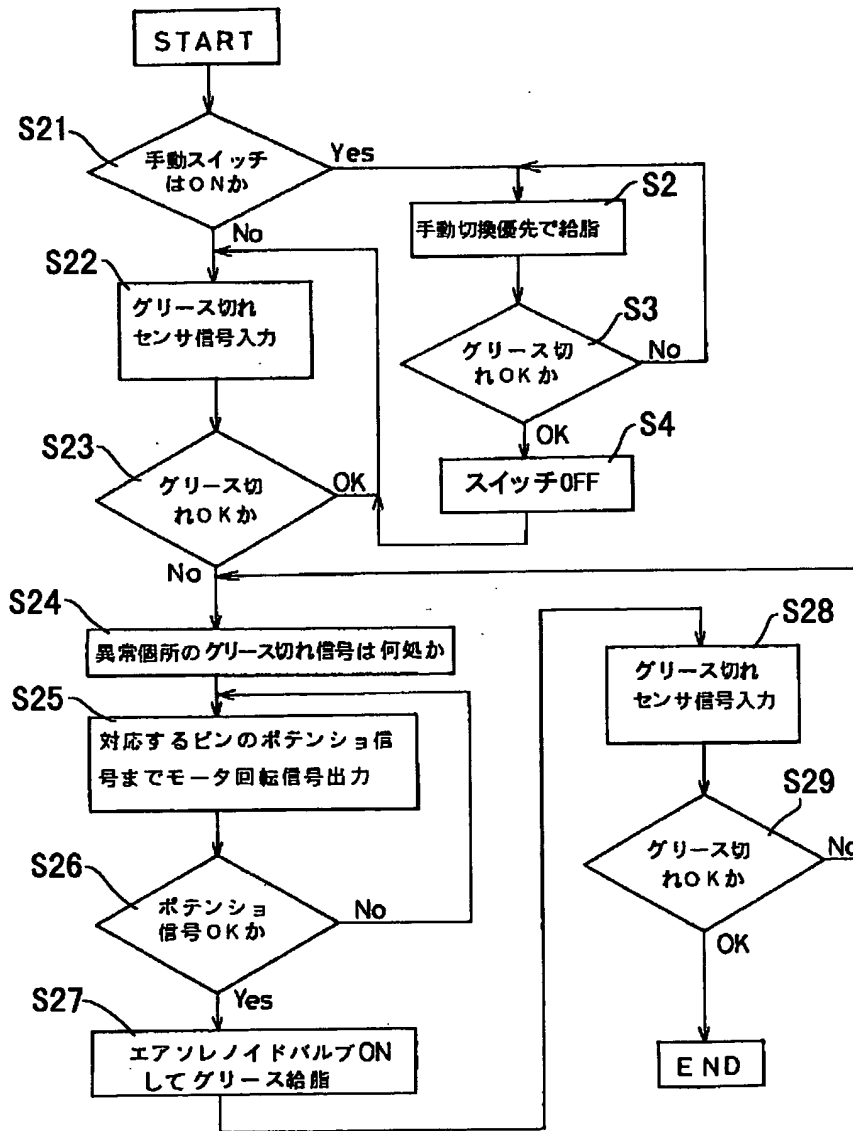 START
S21
手動スイッチ
はONか
Yes
No
S2
手動切換優先で給脂
S22
グリース切れ
センサ信号入力
S3
グリース切
れOKか
No
OK
S4
スイッチOFF
S23
グリース切
れOKか
OK
No
S24
異常個所のグリース切れ信号は何処か
S25
対応するピンのポテンショ信
号までモータ回転信号出力
S26
ポテンショ
信号OKか
No
Yes
S27
エアソレノイドバルブON
してグリース給脂
S28
グリース切れ
センサ信号入力
S29
グリース切
れOKか
No
OK
END